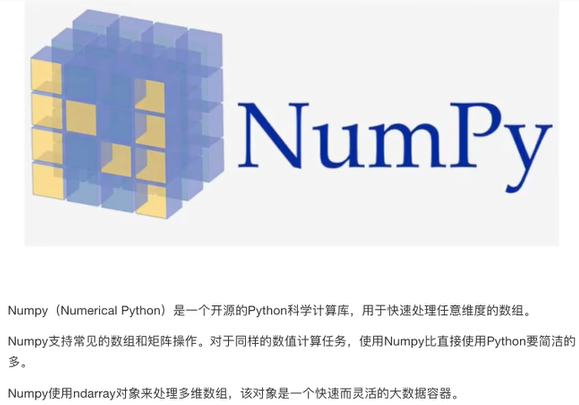 NumPy
Numpy（Numerical Python）是一个开源的Python科学计算库，用于快速处理任意维度的数组。
Numpy支持常见的数组和矩阵操作。对于同样的数值计算任务，使用Numpy比直接使用Python要简洁的
多。
Numpy使用ndarray对象来处理多维数组，该对象是一个快速而灵活的大数据容器。